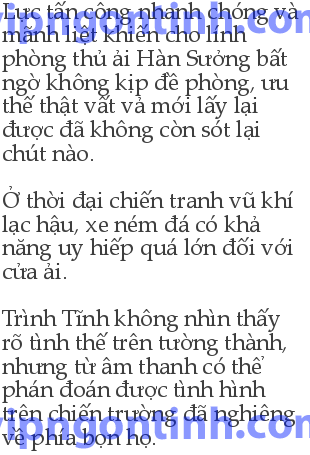 Lực tấn công nhanh chóng và
mãnh liệt khiến cho lính
phòng thủ ải Hàn Sưởng bất
ngờ không kịp đề phòng, ưu
thế thật vất vả mới lấy lại
được đã không còn sót lại
chút nào.
Ở thời đại chiến tranh vũ khí
lạc hậu, xe ném đá có khả
năng uy hiếp quá lớn đối với
cửa ải.
Trình Tĩnh không nhìn thấy
rõ tình thế trên tường thành,
nhưng từ âm thanh có thể
phán đoán được tình hình
trên chiến trường đã nghiêng
về phía bọn họ.
vipngontinh.com
vipngontinh.com